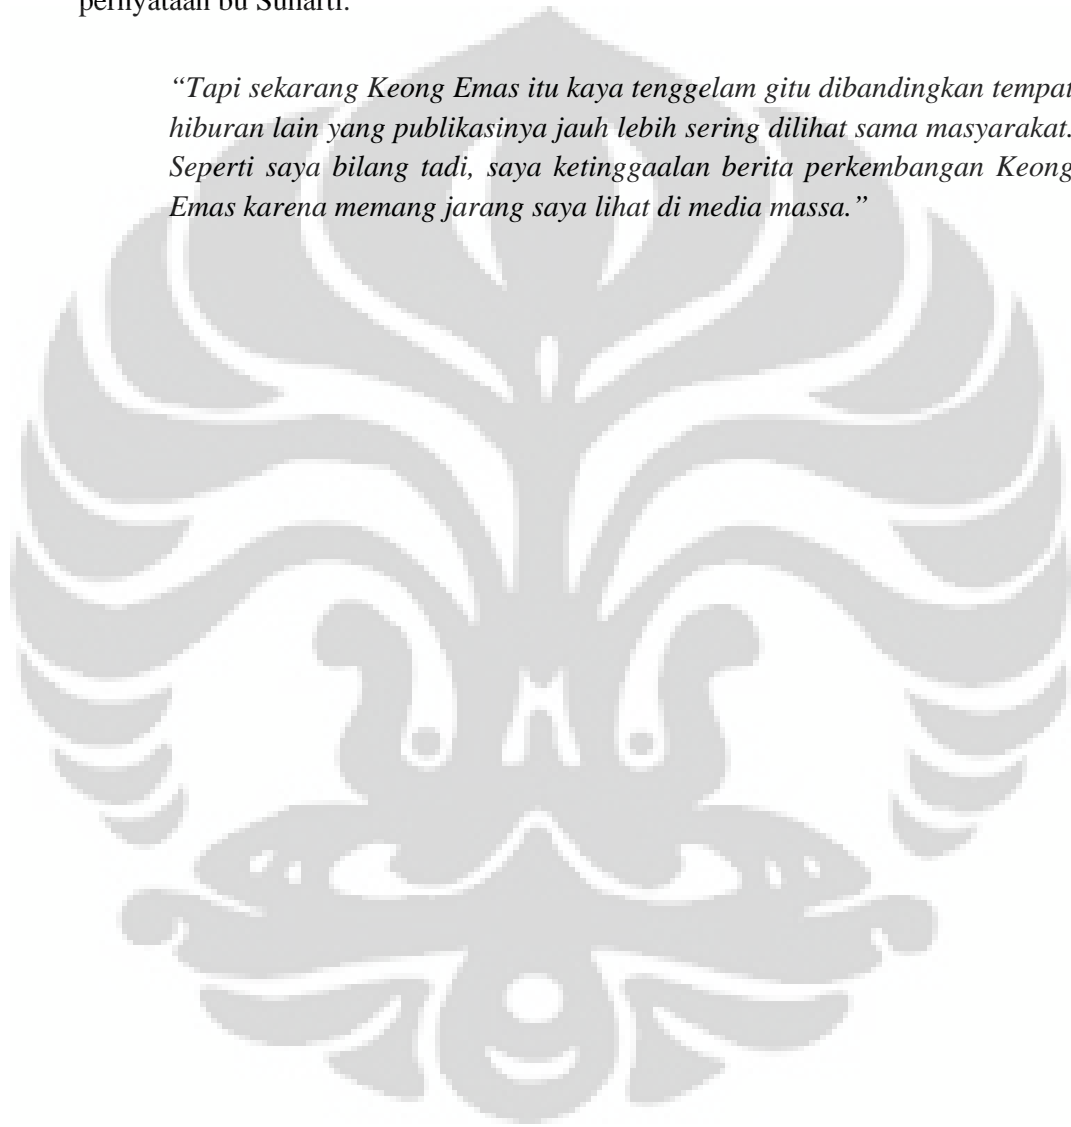 pernyataan bu Suharti:
“Tapi sekarang Keong Emas itu kaya tenggelam gitu dibandingkan tempat
hiburan lain yang publikasinya jauh lebih sering dilihat sama masyarakat.
Seperti saya bilang tadi, saya ketinggaalan berita perkembangan Keong
Emas karena memang jarang saya lihat di media massa.”